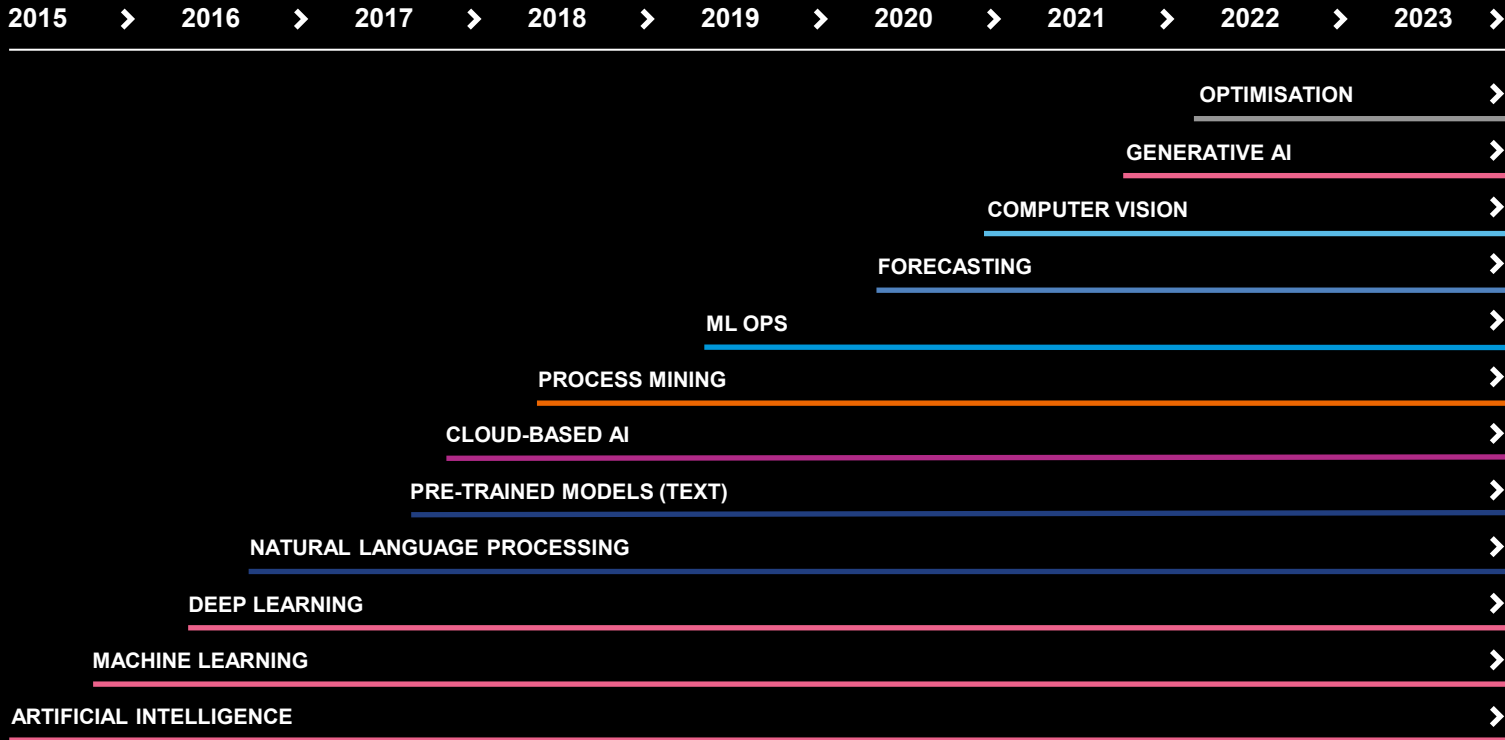 2015 2016 2017 2018 2019 2020 2021 2022 2023
OPTIMISATION
GENERATIVE AI
COMPUTER VISION
FORECASTING
ML OPS
PROCESS MINING
CLOUD-BASED AI
PRE-TRAINED MODELS (TEXT)
NATURAL LANGUAGE PROCESSING
DEEP LEARNING
MACHINE LEARNING
ARTIFICIAL INTELLIGENCE